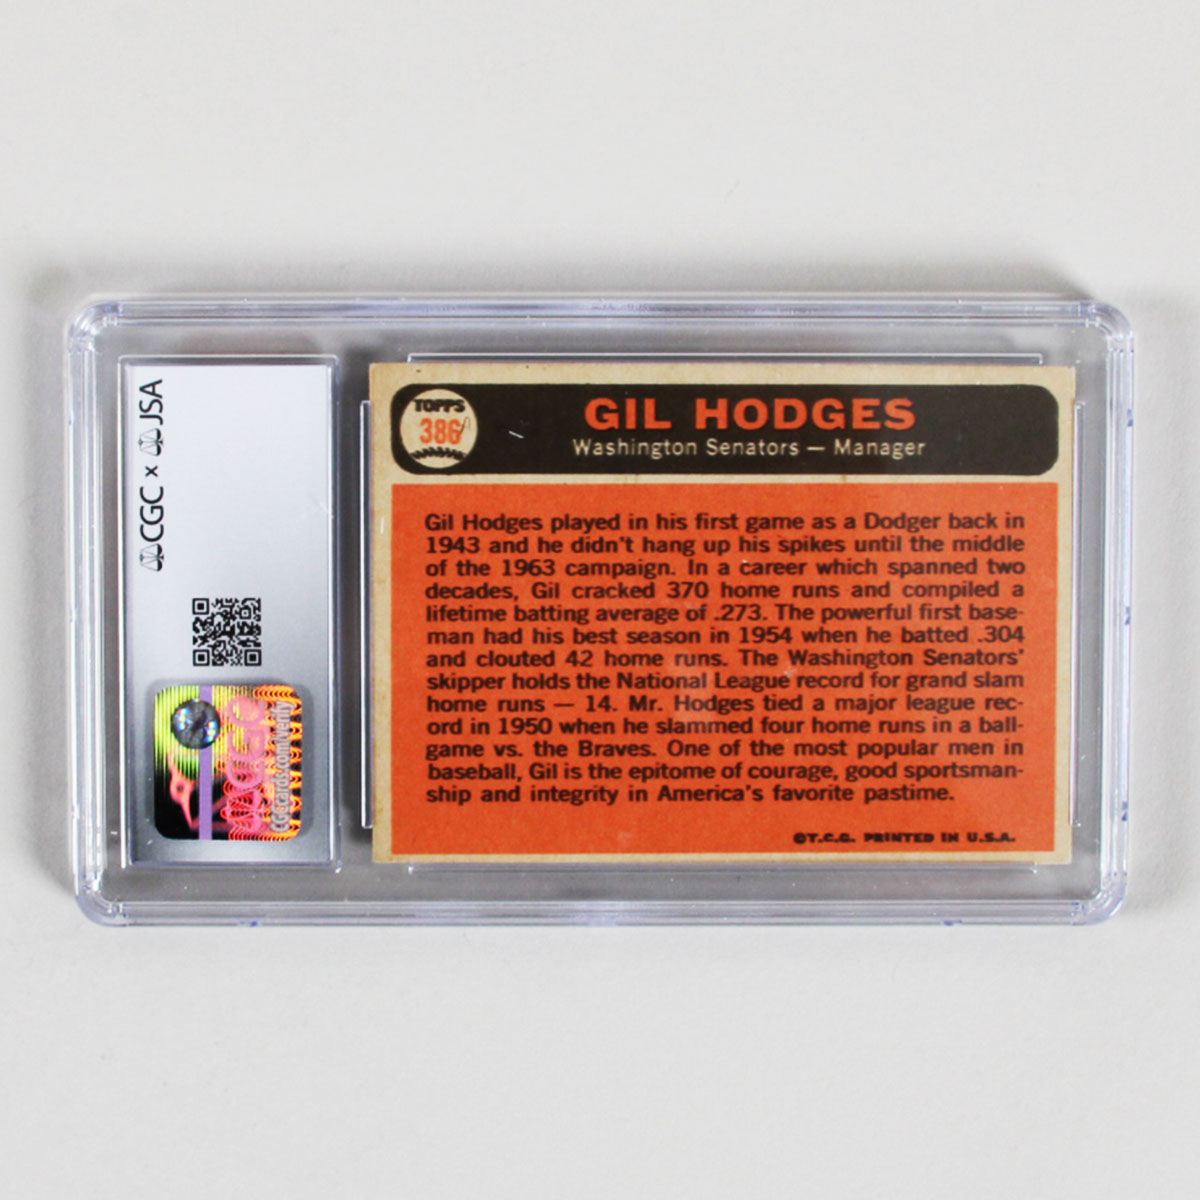 CGC x JSA
CGCcards.com/verify
TOPPS
386
GIL HODGES
Washington Senators — Manager
Gil Hodges played in his first game as a Dodger back in
1943 and he didn't hang up his spikes until the middle
of the 1963 campaign. In a career which spanned two
decades, Gil cracked 370 home runs and compiled a
lifetime batting average of .273. The powerful first base-
man had his best season in 1954 when he batted .304
and clouted 42 home runs. The Washington Senators'
skipper holds the National League record for grand slam
home runs — 14. Mr. Hodges tied a major league rec-
ord in 1950 when he slammed four home runs in a ball-
game vs. the Braves. One of the most popular men in
baseball, Gil is the epitome of courage, good sportsman-
ship and integrity in America's favorite pastime.
©T.C.G. PRINTED IN U.S.A.